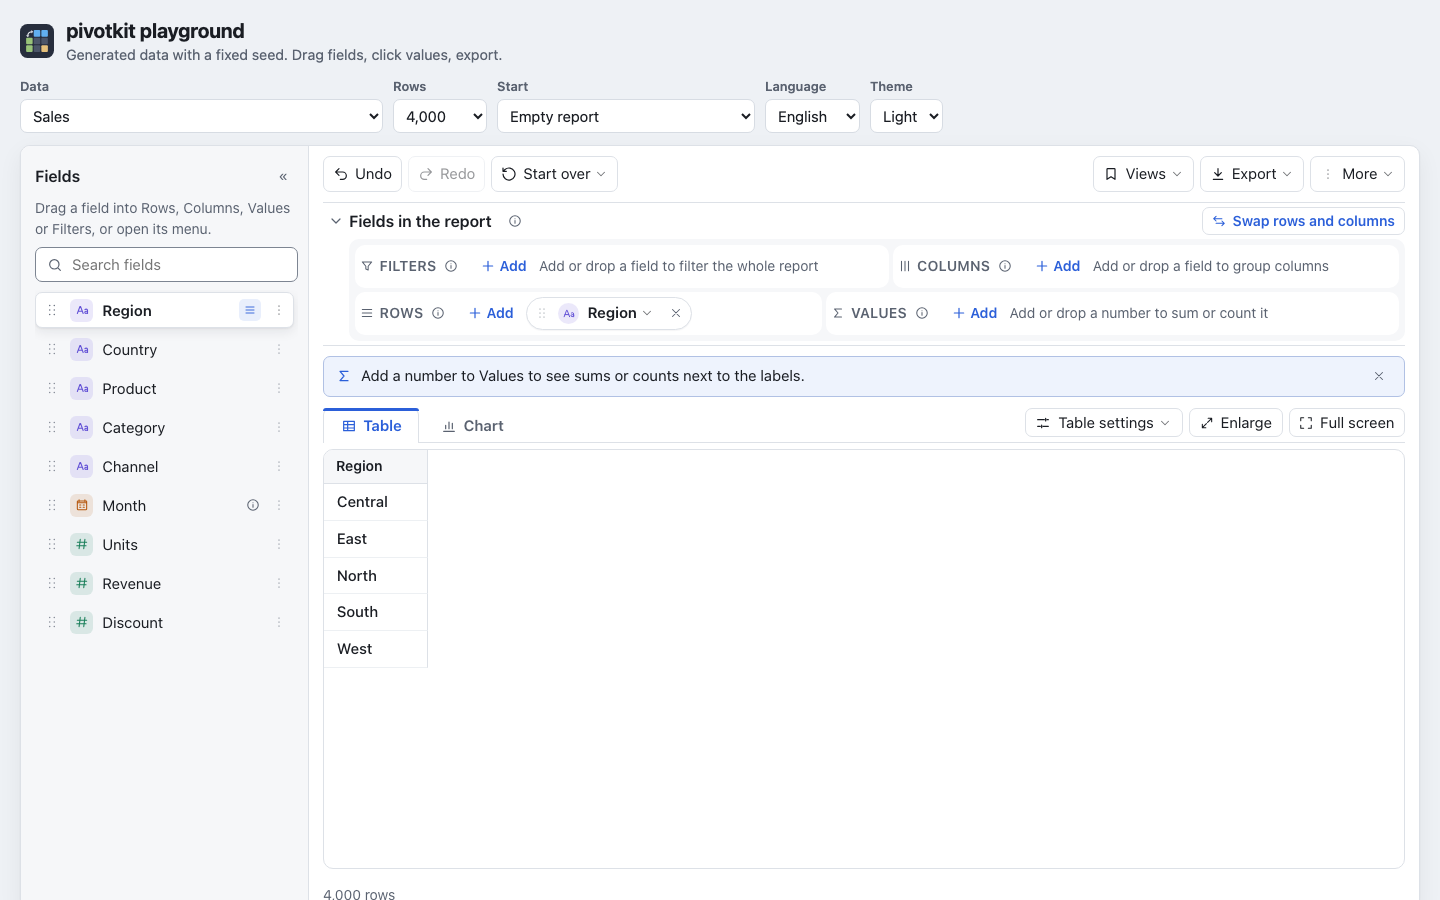 pivotkit playground
Generated data with a fixed seed. Drag fields, click values, export.
Data
Rows
Start
Language
Theme
Sales
4,000
Empty report
English
Light
Fields
«
Drag a field into Rows, Columns, Values
or Filters, or open its menu.
Search fields
Aa Region
Aa Country
Aa Product
Aa Category
Aa Channel
Month
# Units
# Revenue
# Discount
Undo
Redo
Start over
Views
Export
More
Fields in the report
Swap rows and columns
FILTERS
+ Add
Add or drop a field to filter the whole report
COLUMNS
+ Add
Add or drop a field to group columns
ROWS
+ Add
Aa Region
Σ VALUES
+ Add
Add or drop a number to sum or count it
Σ Add a number to Values to see sums or counts next to the labels.
Table
Chart
Table settings
Enlarge
Full screen
Region
Central
East
North
South
West
4,000 rows